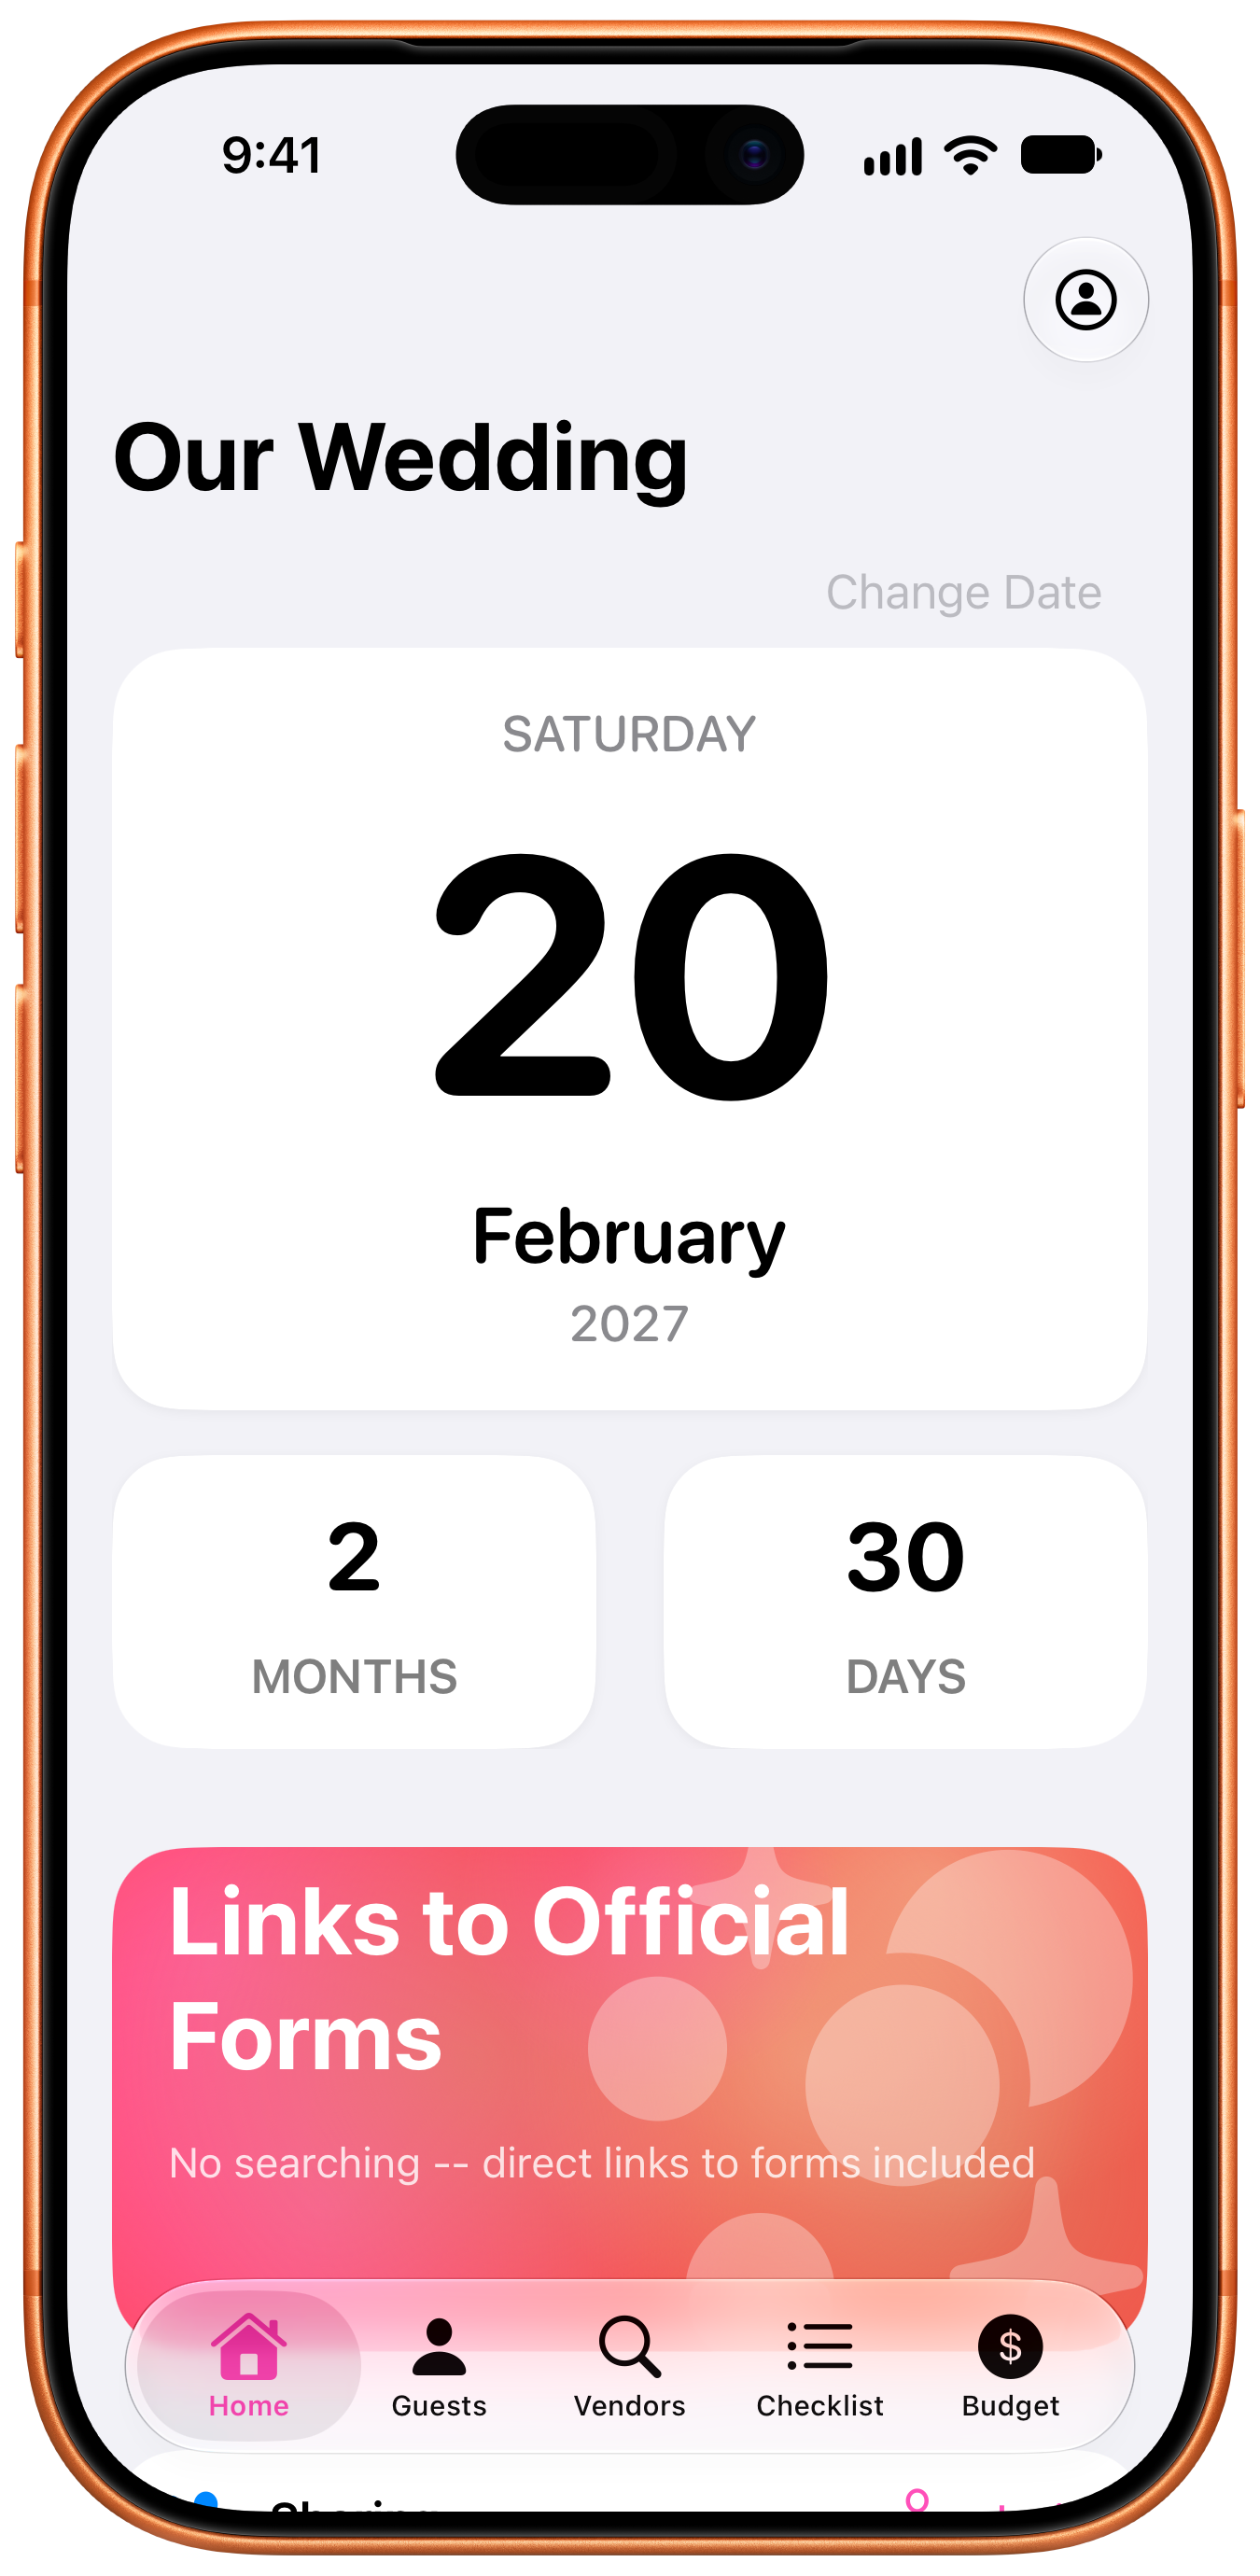 9:41
Our Wedding
Change Date
SATURDAY
20
February
2027
2
MONTHS
30
DAYS
Links to Official
Forms
No searching -- direct links to forms included
$
Home
Guests
Vendors
Checklist
Budget